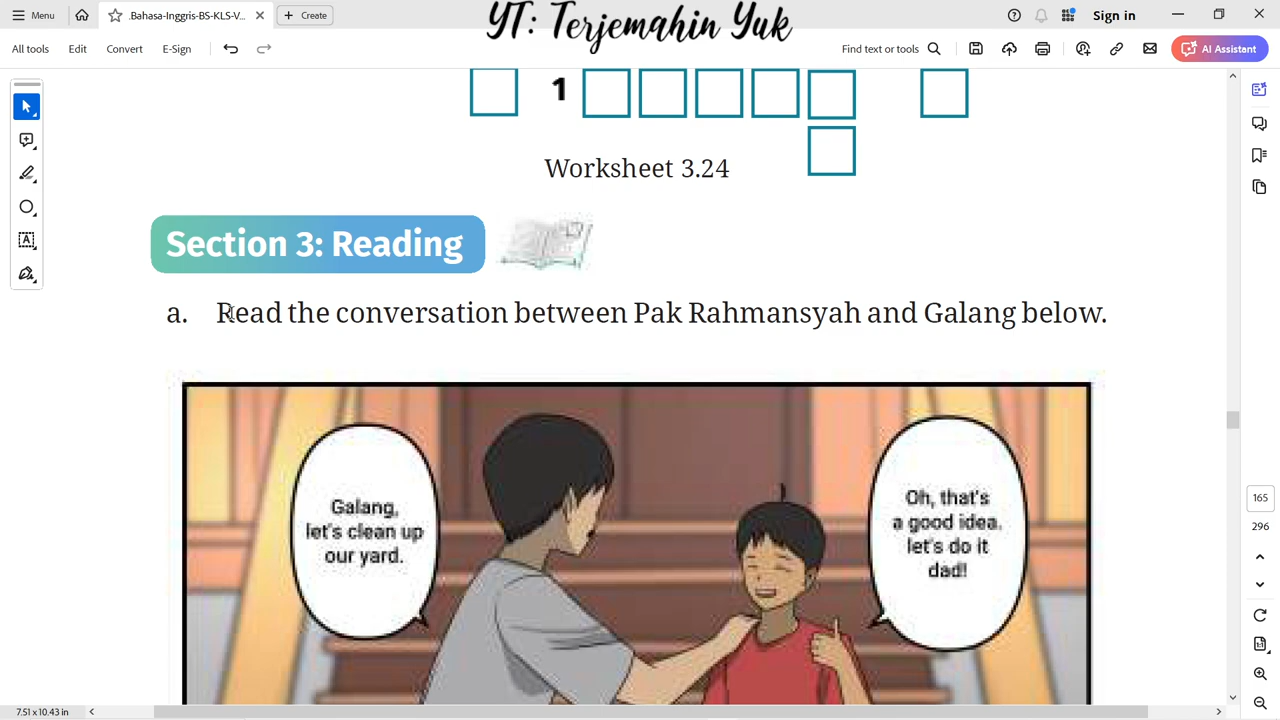 Menu
.Bahasa-Inggris-BS-KLS-V...
Create
YT: Terjemahin Yuk
Sign in
All tools
Edit
Convert
E-Sign
Find text or tools
AI Assistant
1
Worksheet 3.24
Section 3: Reading
a. Read the conversation between Pak Rahmansyah and Galang below.
Galang,
let's clean up
our yard.
Oh, that's
a good idea.
let's do it
dad!
165
296
7.51 x 10.43 in